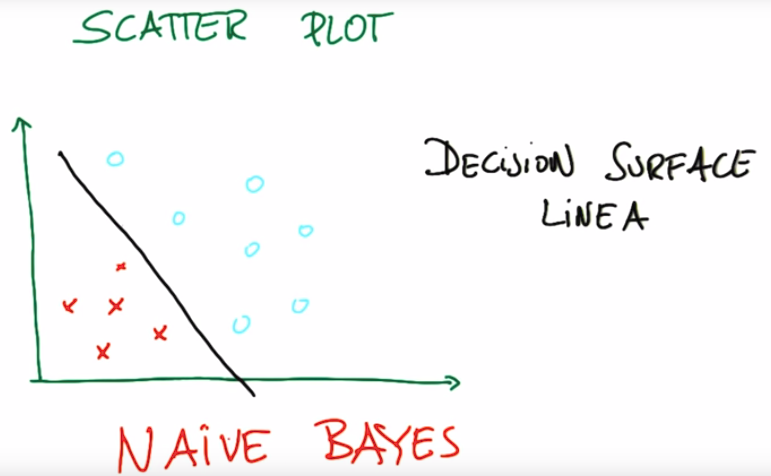 SCATTER PLOT
DECISION SURFACE
LINEA
NAIVE BAYES